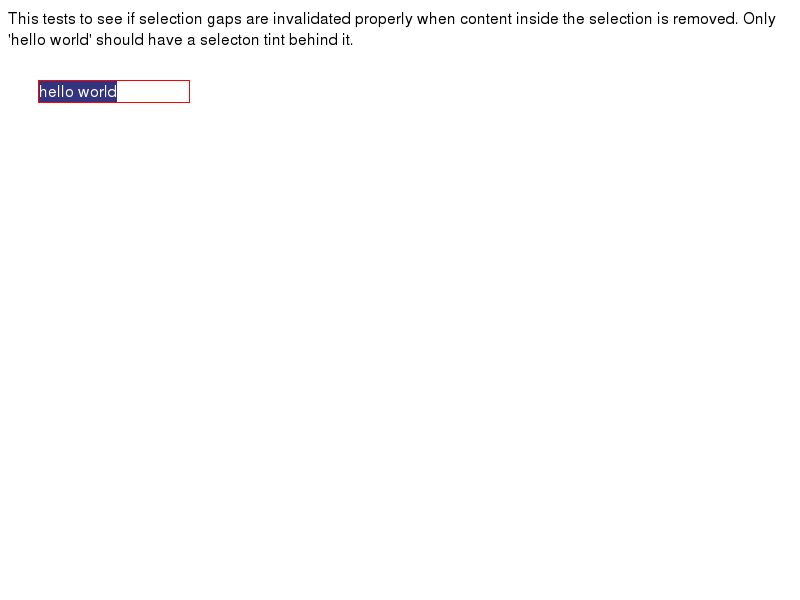 This tests to see if selection gaps are invalidated properly when content inside the selection is removed. Only
'hello world' should have a selecton tint behind it.
hello world